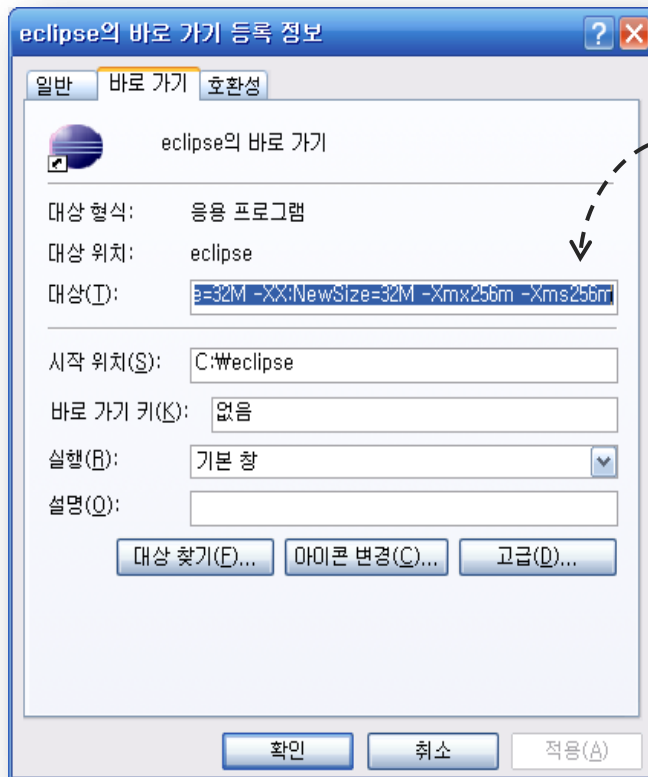 eclipse의 바로 가기 등록 정보
일반 바로 가기 호환성
eclipse의 바로 가기
대상 형식: 응용 프로그램
대상 위치: eclipse
대상(T): e=32M -XX:NewSize=32M -Xmx256m -Xms256m
시작 위치(S): C:₩eclipse
바로 가기 키(K): 없음
실행(R): 기본 창
설명(O):
대상 찾기(F)... 아이콘 변경(C)... 고급(D)...
확인 취소 적용(A)